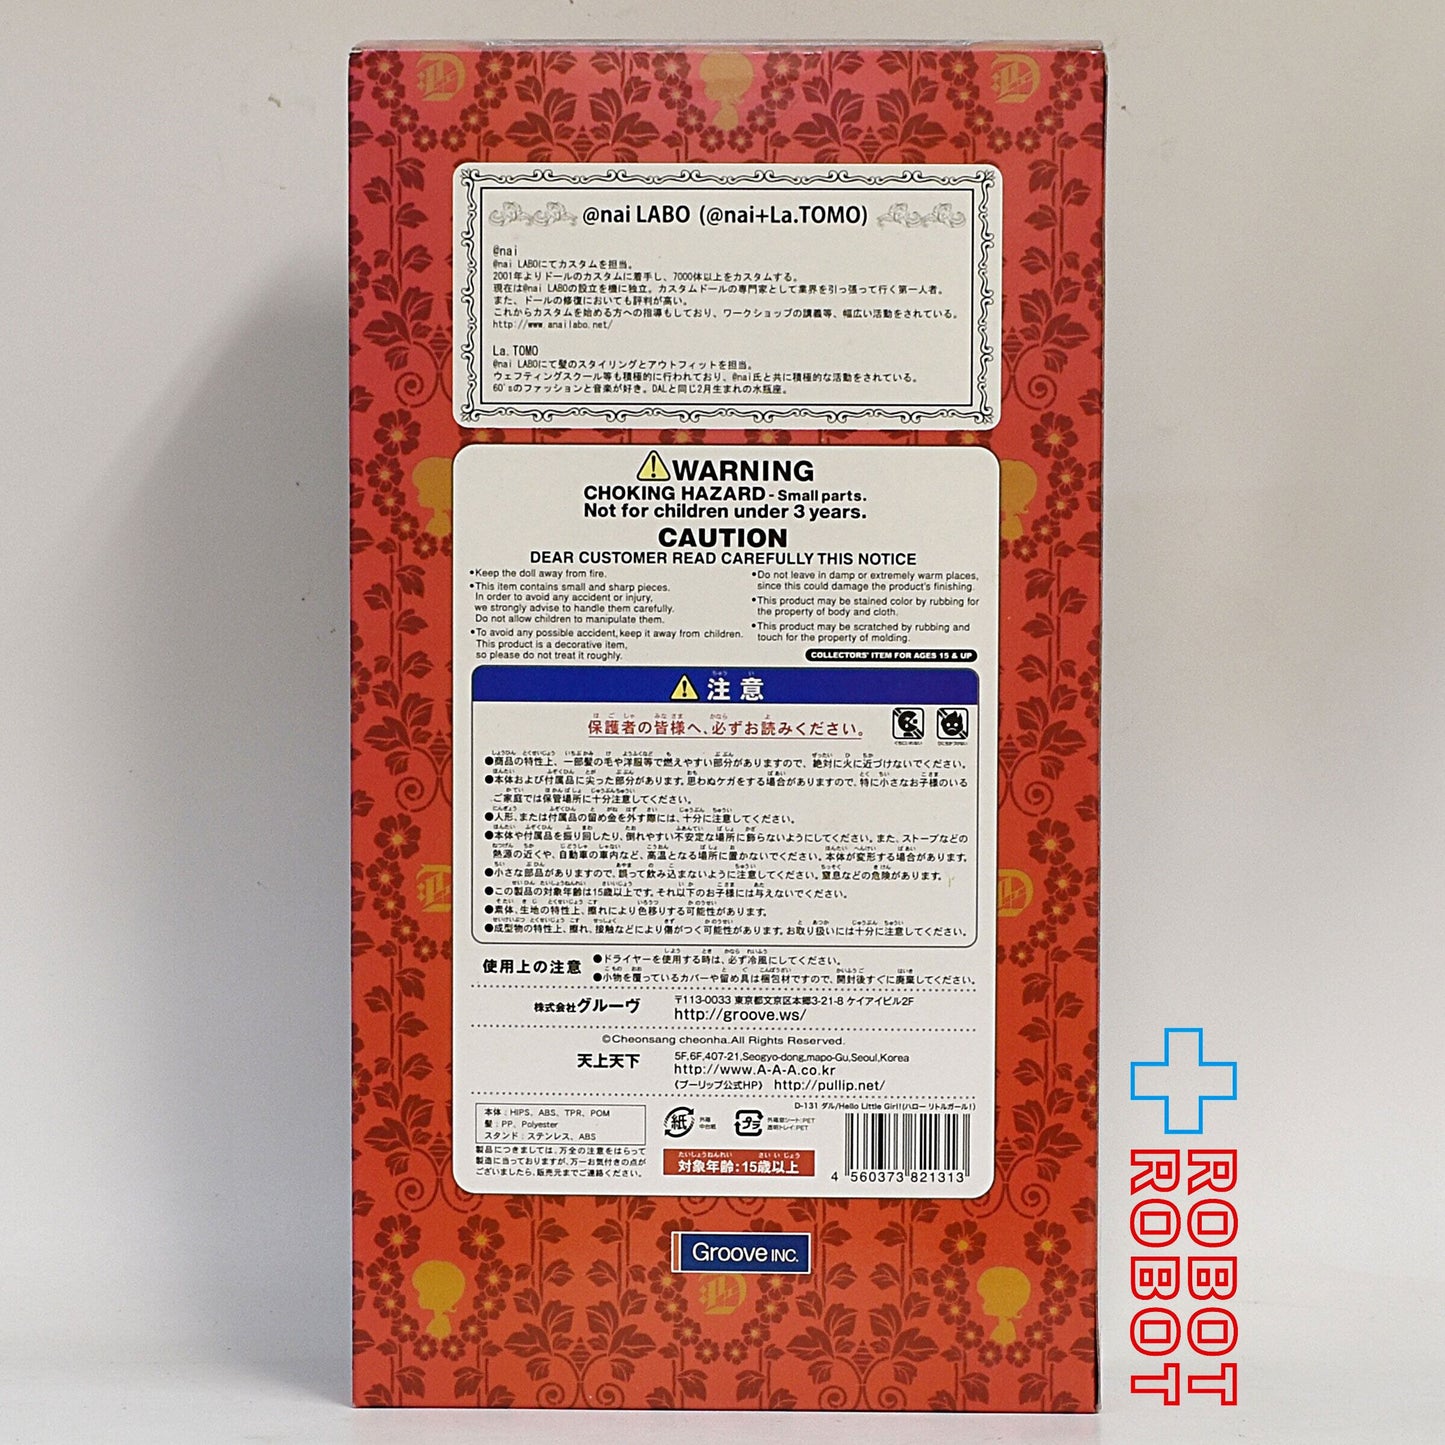 @nai LABO (@nai+La.TOMO)
@nai
@nai LABOにてカスタムを担当。
2001年よりドールのカスタムに着手し、7000体以上をカスタムする。
現在は@nai LABOの設立を機に独立。カスタムドールの専門家として業界を引っ張って行く第一人者。
また、ドールの修復においても評判が高い。
これからカスタムを始める方への指導もしており、ワークショップの講義等、幅広い活動をされている。
http://www.anailabo.net/
La.TOMO
@nai LABOにて髪のスタイリングとアウトフィットを担当。
ウェフティングスクール等も積極的に行われており、@nai氏と共に積極的な活動をされている。
60'sのファッションと音楽が好き。DALと同じ2月生まれの水瓶座。
WARNING
CHOKING HAZARD - Small parts.
Not for children under 3 years.
CAUTION
DEAR CUSTOMER READ CAREFULLY THIS NOTICE
•Keep the doll away from fire.
•This item contains small and sharp pieces.
In order to avoid any accident or injury,
we strongly advise to handle them carefully.
Do not allow children to manipulate them.
•To avoid any possible accident,keep it away from children.
This product is a decorative item,
so please do not treat it roughly.
•Do not leave in damp or extremely warm places,
since this could damage the product's finishing.
•This product may be stained color by rubbing for
the property of body and cloth.
•This product may be scratched by rubbing and
touch for the property of molding.
COLLECTORS' ITEM FOR AGES 15 & UP
注意
保護者の皆様へ、必ずお読みください。
●商品の特性上、一部髪の毛や洋服等で燃えやすい部分がありますので、絶対に火に近づけないでください。
●本体および付属品に尖った部分があります。思わぬケガをする場合がありますので、特に小さなお子様のいる
ご家庭では保管場所に十分注意してください。
●人形、または付属品の留め金を外す際には、十分に注意してください。
●本体や付属品を振り回したり、倒れやすい不安定な場所に飾らないようにしてください。また、ストーブなどの
熱源の近くや、自動車の車内など、高温となる場所に置かないでください。本体が変形する場合があります。
●小さな部品がありますので、誤って飲み込まないように注意してください。窒息などの危険があります。
●この製品の対象年齢は15歳以上です。それ以下のお子様には与えないでください。
●素体、生地の特性上、擦れにより色移りする可能性があります。
●成型物の特性上、擦れ、接触などにより傷がつく可能性があります。お取り扱いには十分に注意してください。
使用上の注意
●ドライヤーを使用する時は、必ず冷風にしてください。
●小物を覆っているカバーや留め具は梱包材ですので、開封後すぐに廃棄してください。
株式会社グルーヴ
〒113-0033 東京都文京区本郷3-21-8 ケイアイビル2F
http://groove.ws/
©Cheonsang cheonha.All Rights Reserved.
天上天下
5F,6F,407-21,Seogyo-dong,mapo-Gu,Seoul,Korea
http://www.A-A-A.co.kr
(プーリップ公式HP) http://pullip.net/
D-131 ダル/Hello Little Girl!(ハロー リトルガール!)
本体:HIPS、ABS、TPR、POM
髪:PP、Polyester
スタンド:ステンレス、ABS
製品につきましては、万全の注意をはらって
製造に当っておりますが、万一お気付きの点が
ございましたら、販売元までご連絡ください。
紙
外箱
中台紙
プラ
外箱窓シート:PET
透明トレイ:PET
対象年齢:15歳以上
4 560373 821313
Groove INC.
ROBOT
ROBOT